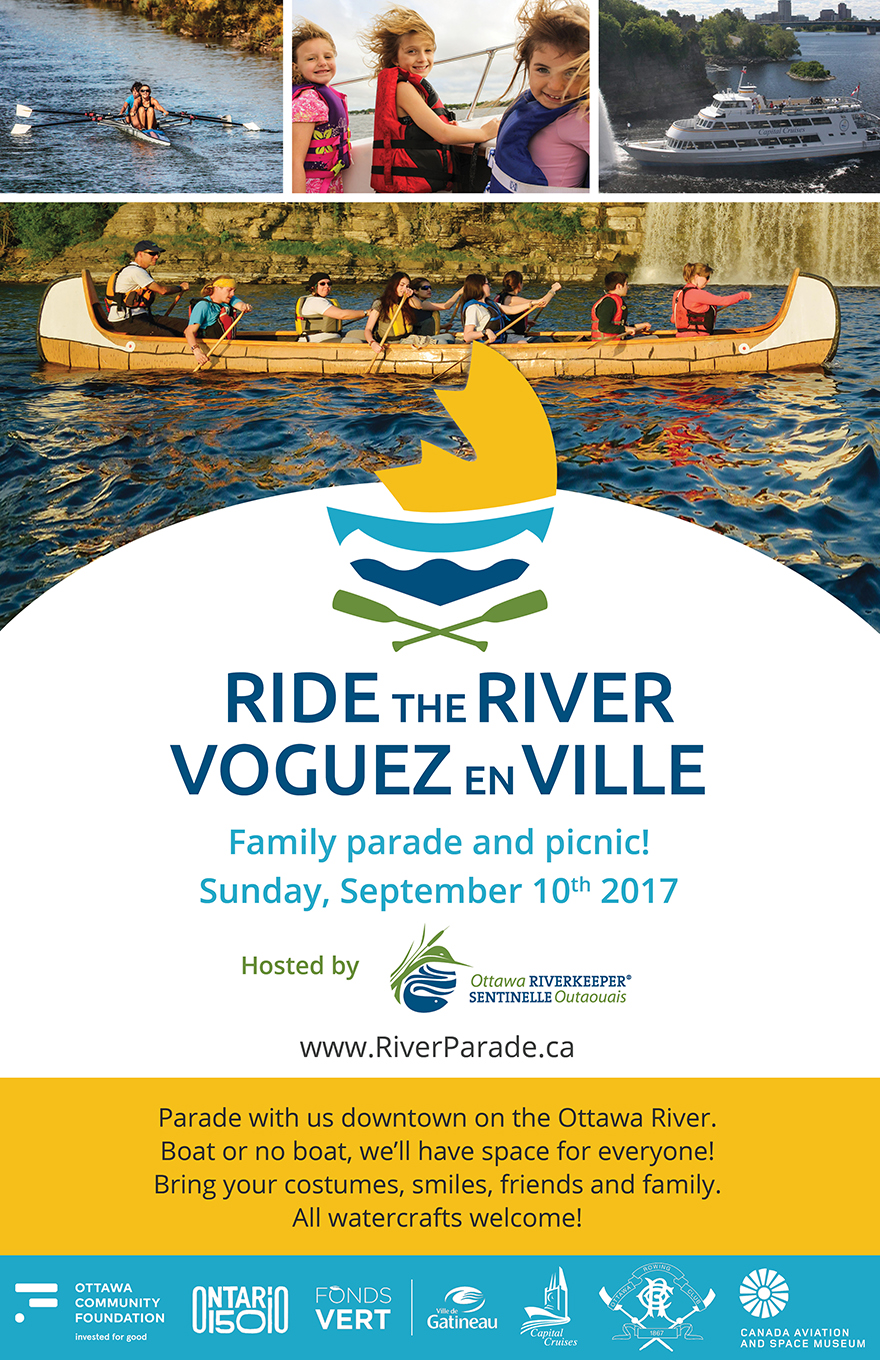 Capital Cruises
RIDE THE RIVER
VOGUEZ EN VILLE
Family parade and picnic!
Sunday, September 10th 2017
Hosted by
Ottawa RIVERKEEPER®
SENTINELLE Outaouais
www.RiverParade.ca
Parade with us downtown on the Ottawa River.
Boat or no boat, we’ll have space for everyone!
Bring your costumes, smiles, friends and family.
All watercrafts welcome!
OTTAWA
COMMUNITY
FOUNDATION
invested for good
ONTARIO
150
FONDS
VERT
Ville de
Gatineau
Capital
Cruises
OTTAWA ROWING CLUB
1867
CANADA AVIATION
AND SPACE MUSEUM